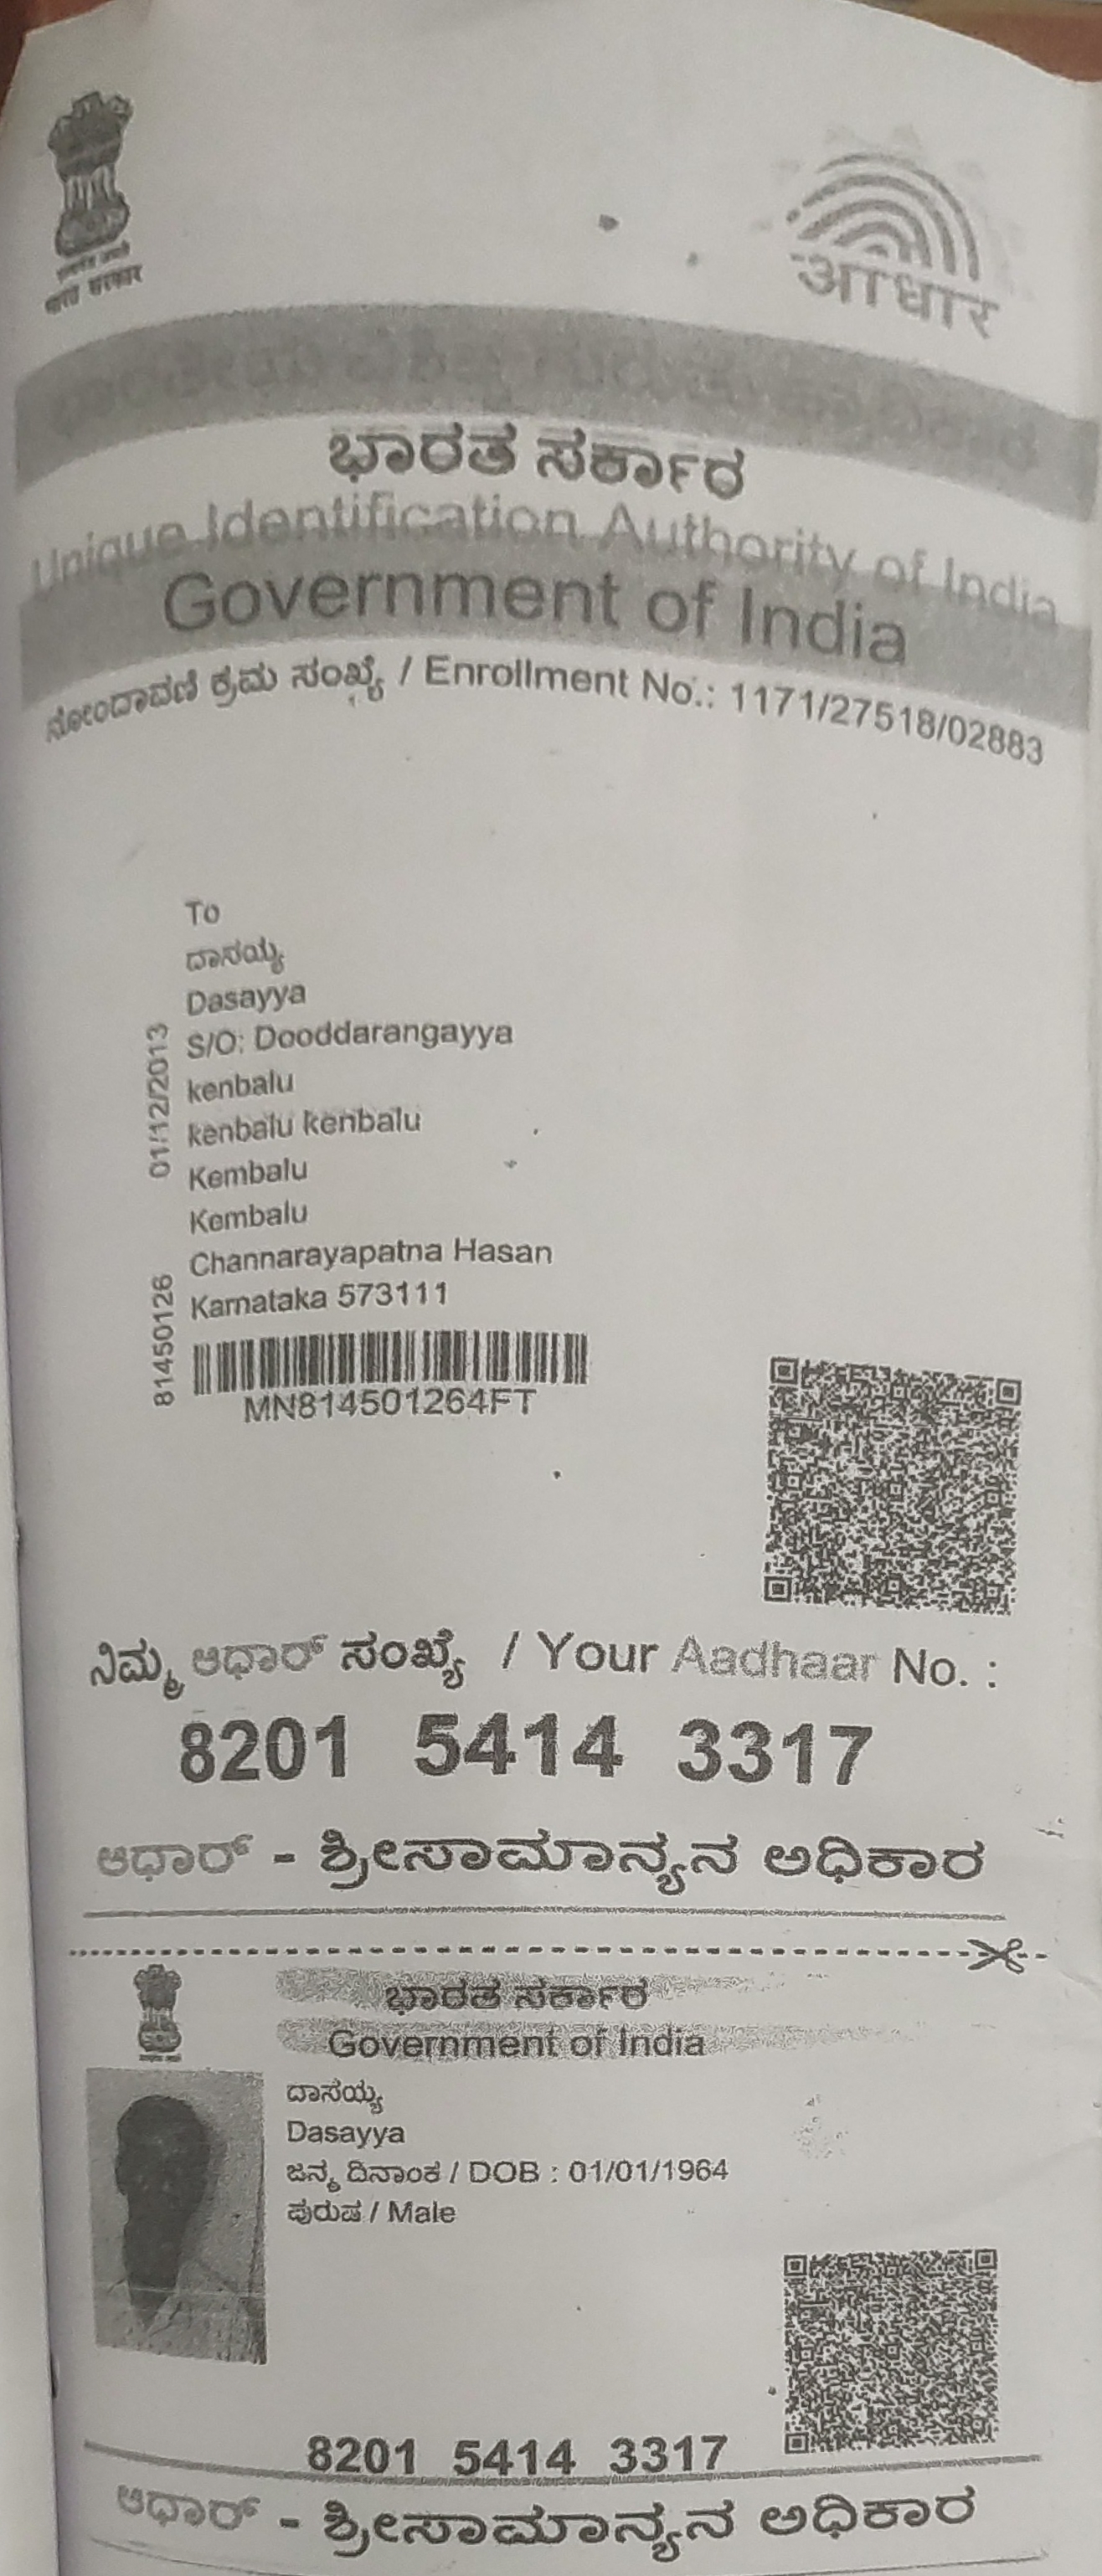 भारत सरकार
आधार
ಭಾರತೀಯ ವಿಶಿಷ್ಟ ಗುರುತು ಪ್ರಾಧಿಕಾರ
ಭಾರತ ಸರ್ಕಾರ
Unique Identification Authority of India
Government of India
ನೋಂದಾವಣಿ ಕ್ರಮ ಸಂಖ್ಯೆ / Enrollment No.: 1171/27518/02883
To
ದಾಸಯ್ಯ
Dasayya
S/O: Dooddarangayya
kenbalu
kenbalu kenbalu
Kembalu
Kembalu
Channarayapatna Hasan
Karnataka 573111
01/12/2013
81450126
MN814501264FT
ನಿಮ್ಮ ಆಧಾರ್ ಸಂಖ್ಯೆ / Your Aadhaar No. :
8201 5414 3317
ಆಧಾರ್ - ಶ್ರೀಸಾಮಾನ್ಯನ ಅಧಿಕಾರ
ಭಾರತ ಸರ್ಕಾರ
Government of India
ದಾಸಯ್ಯ
Dasayya
ಜನ್ಮ ದಿನಾಂಕ / DOB : 01/01/1964
ಪುರುಷ / Male
8201 5414 3317
ಆಧಾರ್ - ಶ್ರೀಸಾಮಾನ್ಯನ ಅಧಿಕಾರ